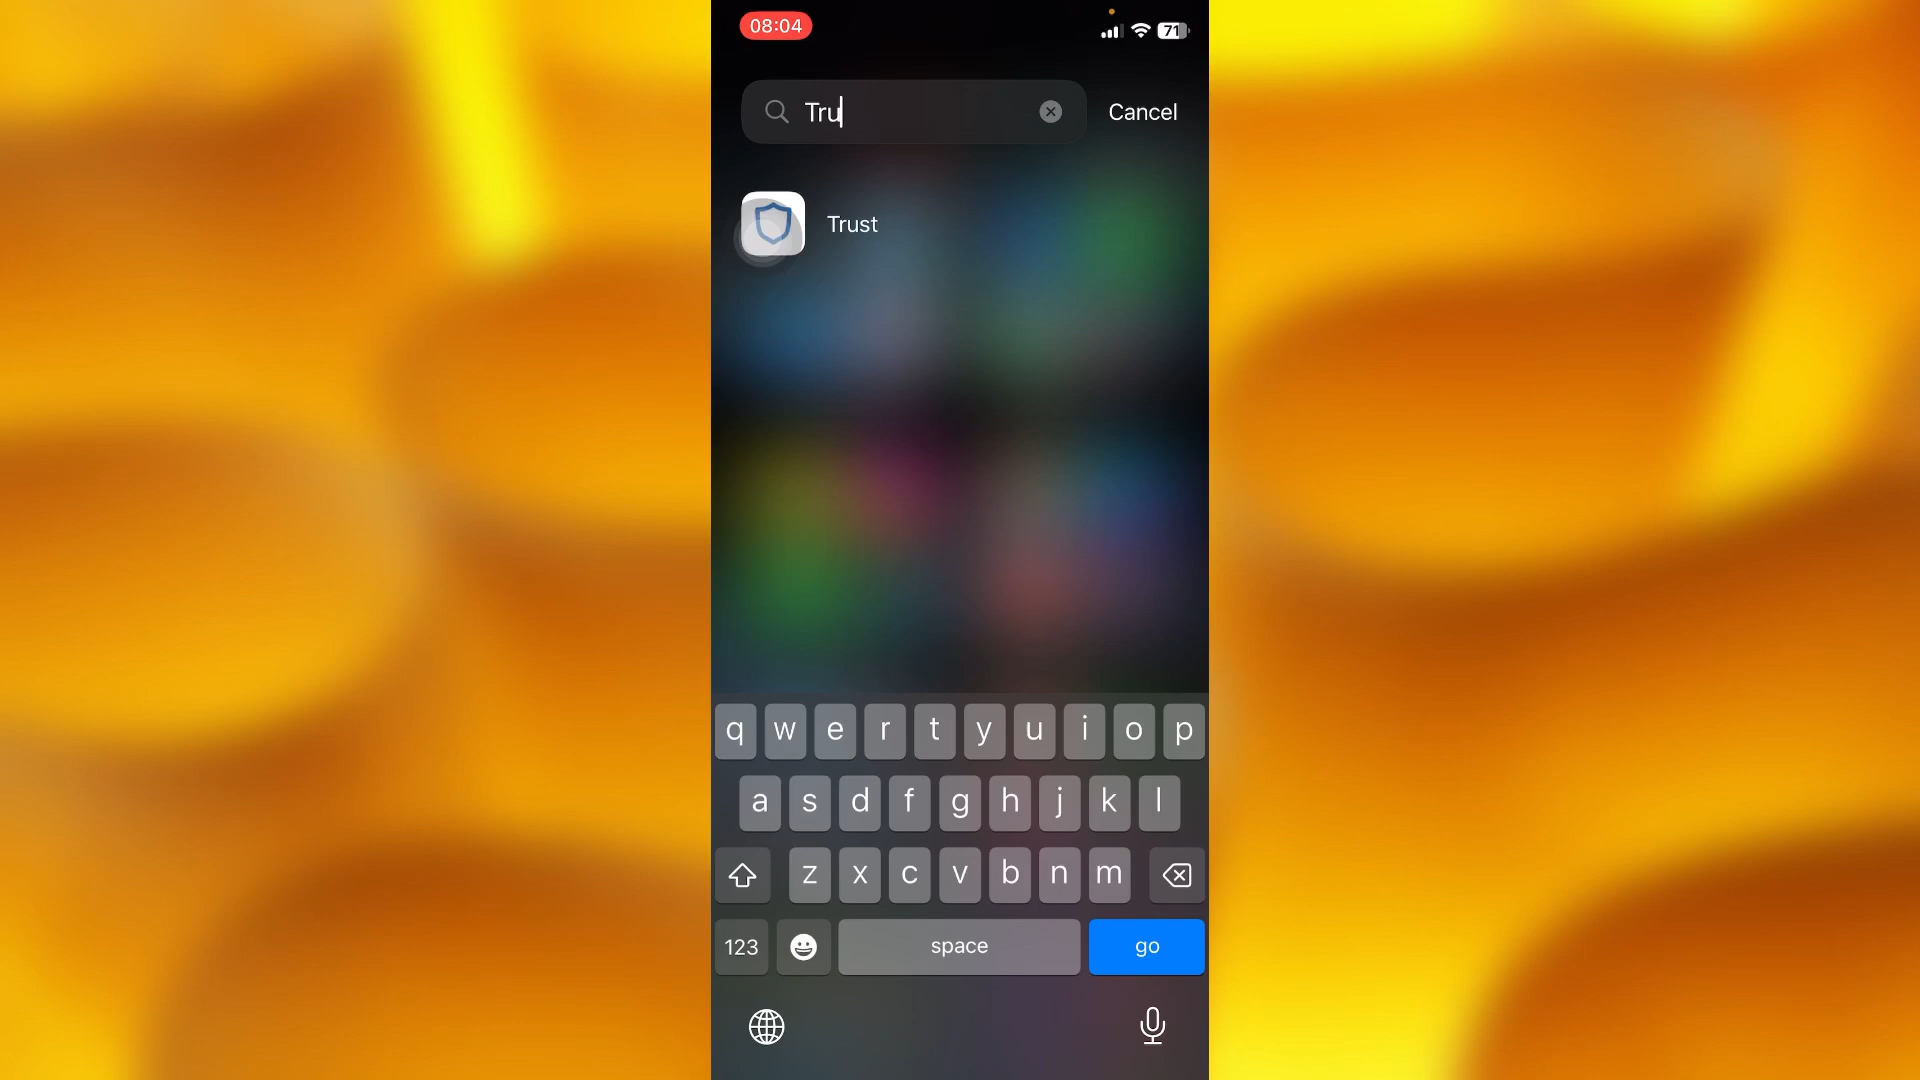 08:04
71
Tru
Cancel
Trust
q w e r t y u i o p
a s d f g h j k l
z x c v b n m
123
space
go